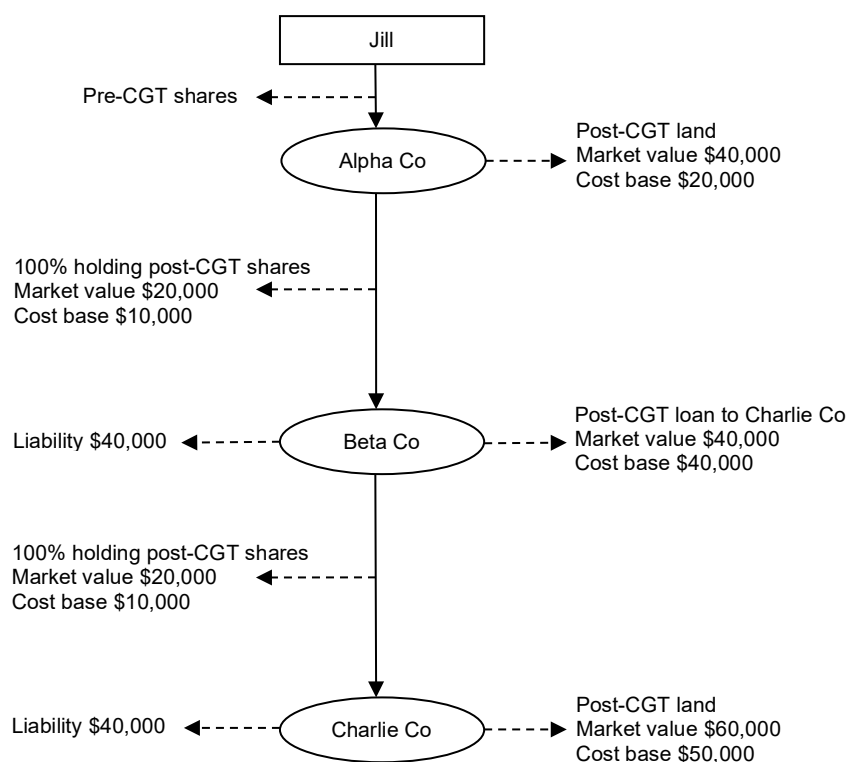 Jill
Pre-CGT shares
Alpha Co
Post-CGT land
Market value $40,000
Cost base $20,000
100% holding post-CGT shares
Market value $20,000
Cost base $10,000
Liability $40,000
Beta Co
Post-CGT loan to Charlie Co
Market value $40,000
Cost base $40,000
100% holding post-CGT shares
Market value $20,000
Cost base $10,000
Liability $40,000
Charlie Co
Post-CGT land
Market value $60,000
Cost base $50,000